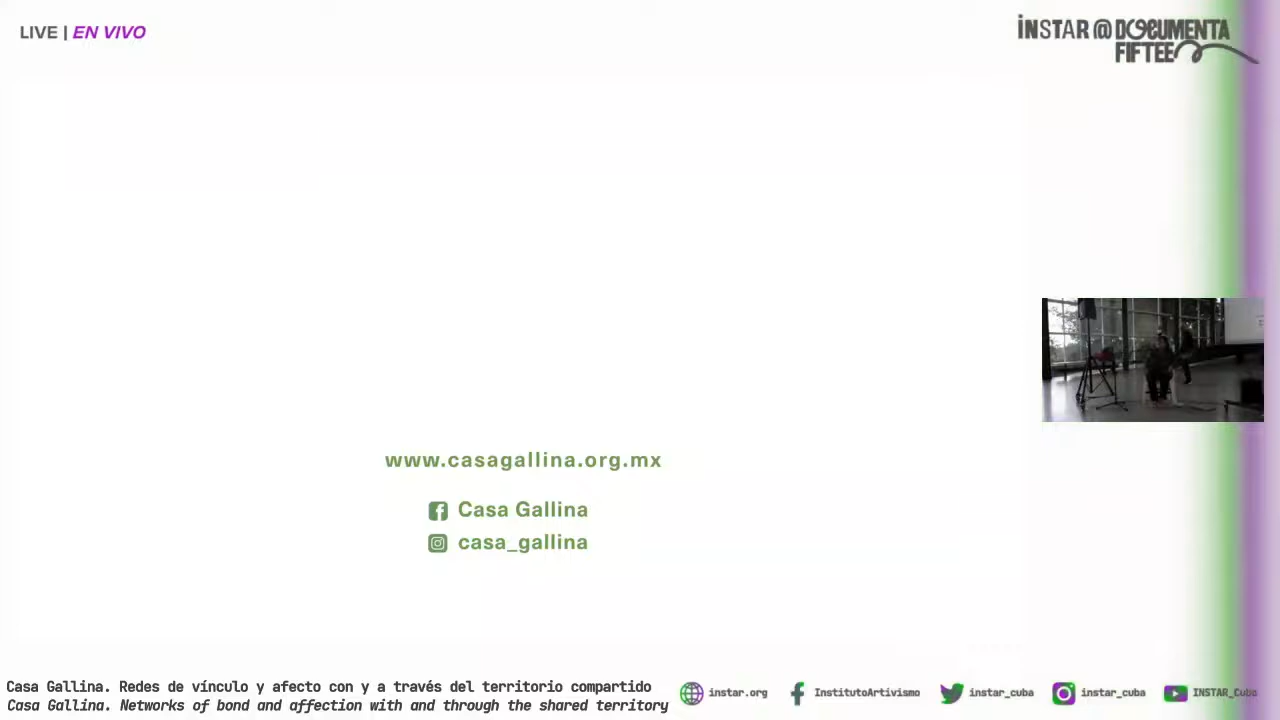 LIVE | EN VIVO
INSTAR @ DOCUMENTA
FIFTEEN
www.casagallina.org.mx
Casa Gallina
casa_gallina
Casa Gallina. Redes de vínculo y afecto con y a través del territorio compartido
Casa Gallina. Networks of bond and affection with and through the shared territory
instar.org
InstitutoArtivismo
instar_cuba
instar_cuba
INSTAR_Cuba